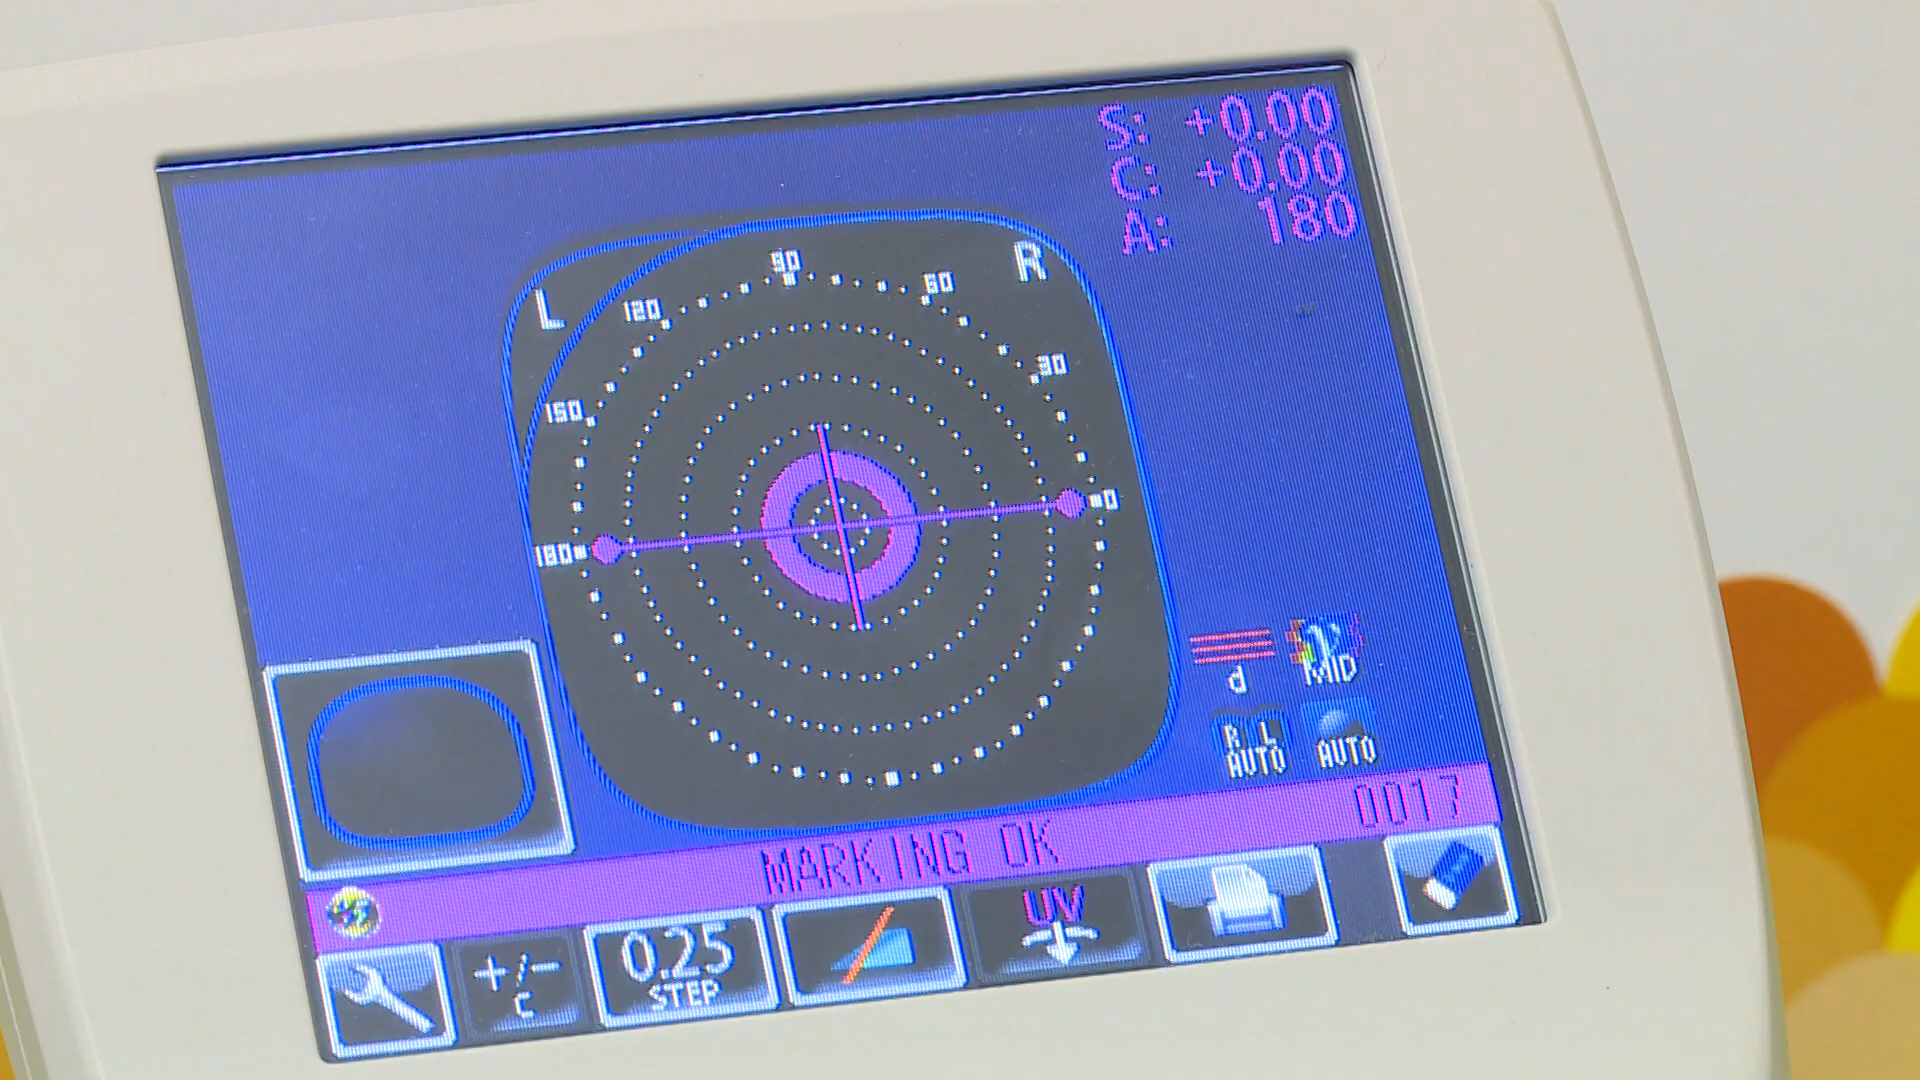 S: +0.00
C: +0.00
A: 180
L
R
90
120
60
30
150
0
180
d
MID
R L
AUTO
AUTO
0017
MARKING OK
+/-
C
0.25
STEP
UV